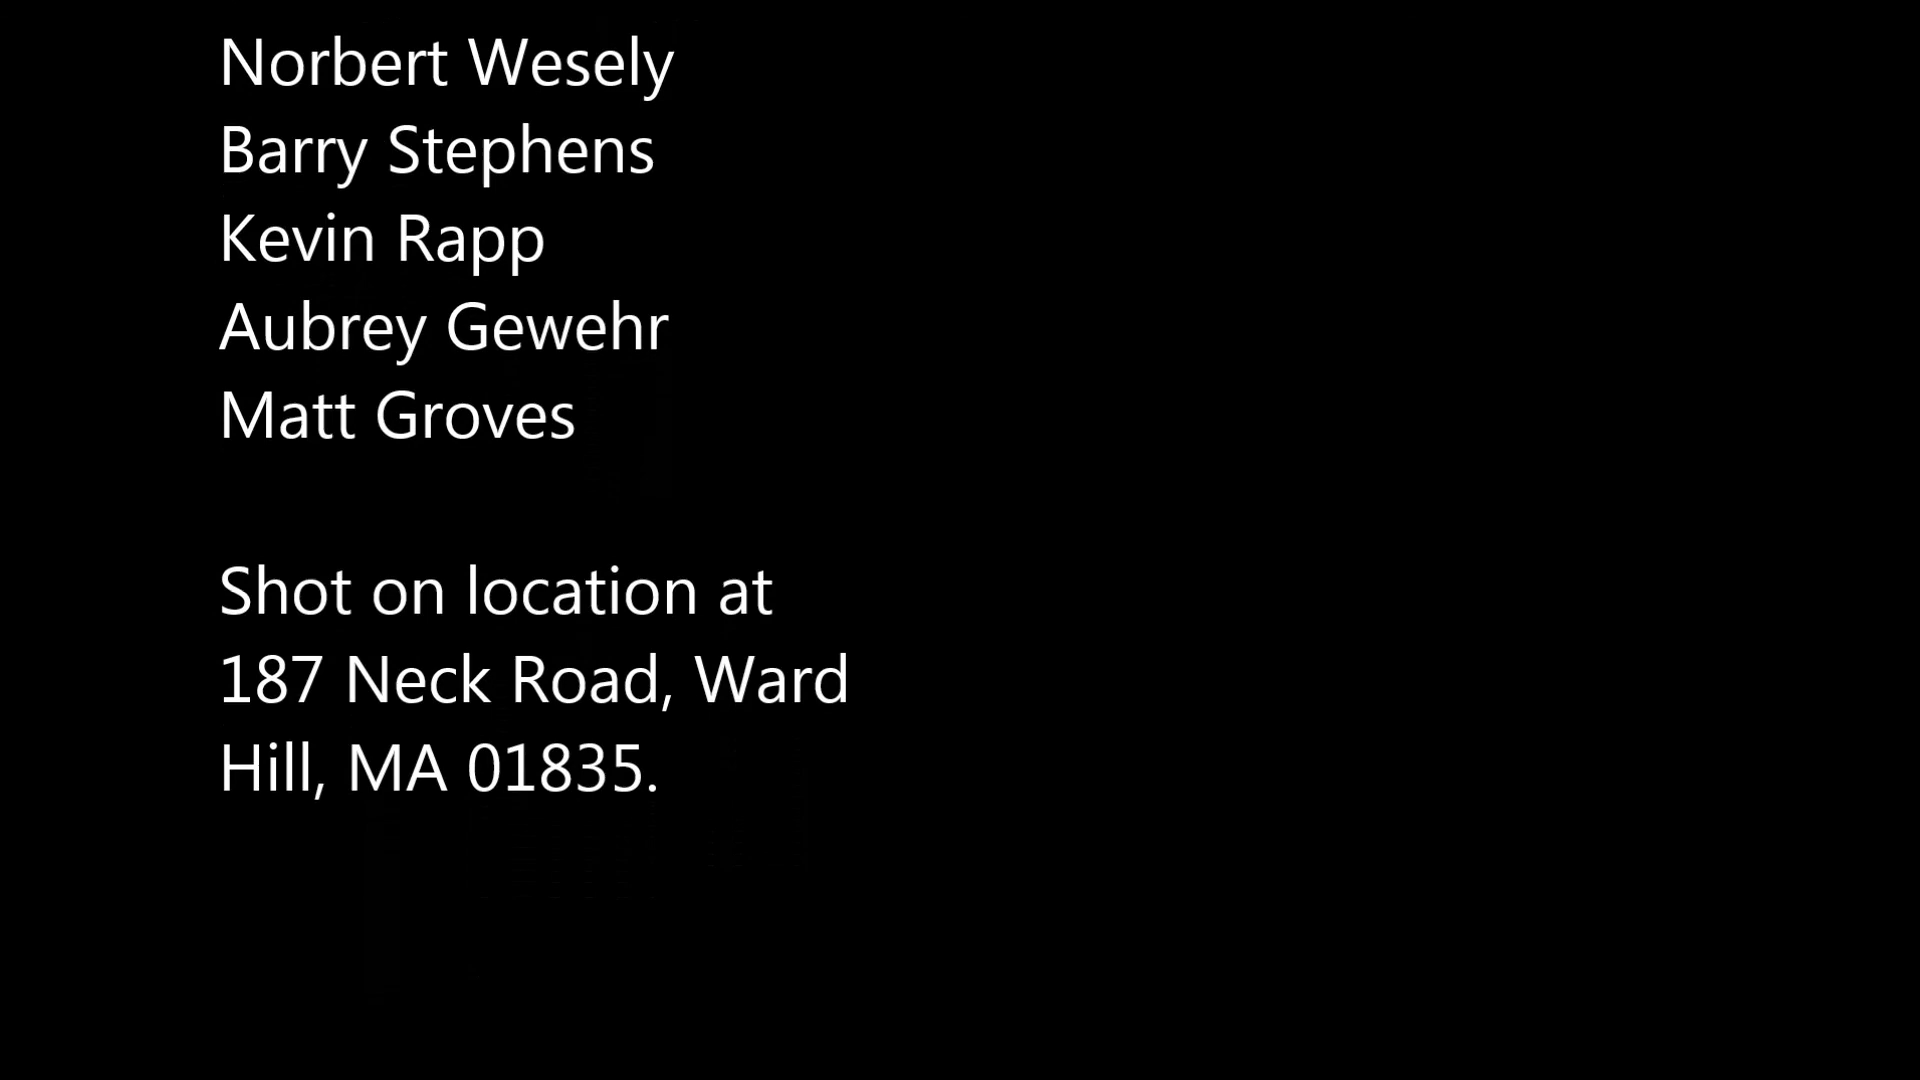 Norbert Wesely
Barry Stephens
Kevin Rapp
Aubrey Gewehr
Matt Groves
Shot on location at
187 Neck Road, Ward
Hill, MA 01835.